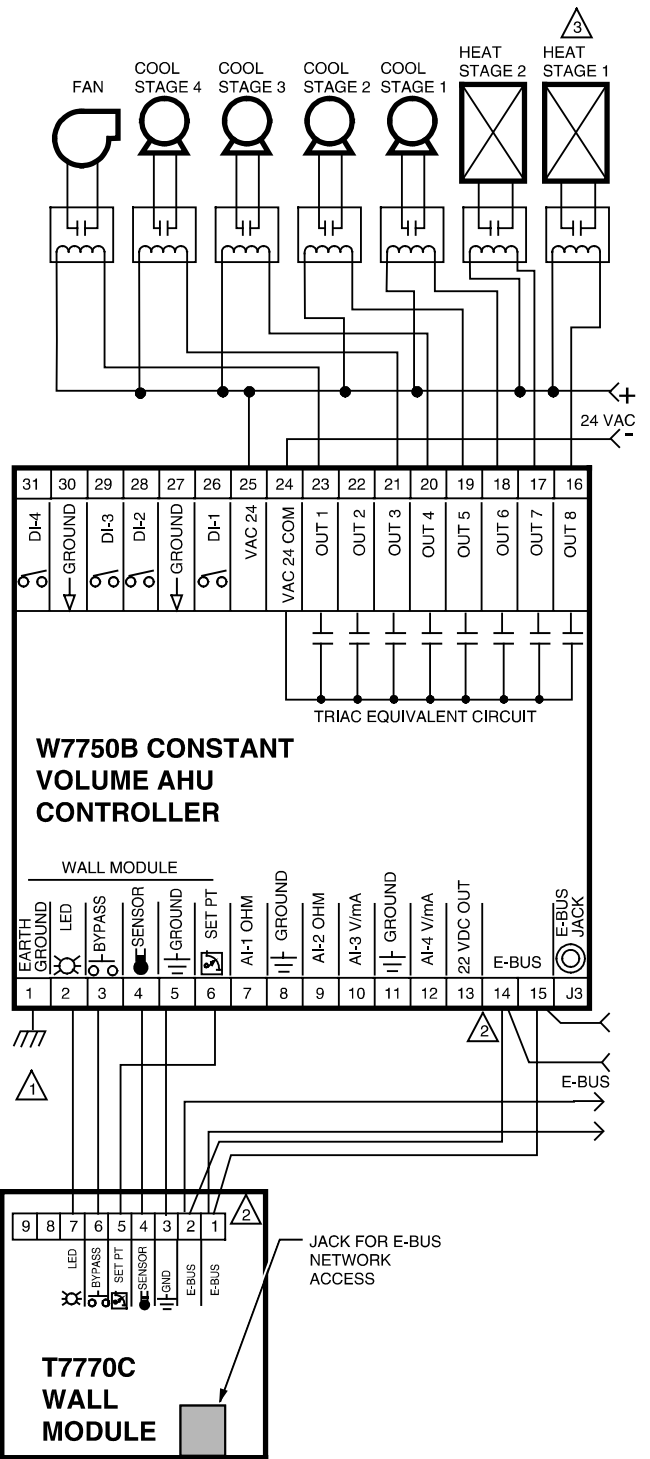 3
HEAT
STAGE 2
HEAT
STAGE 1
COOL
STAGE 4
COOL
STAGE 3
COOL
STAGE 2
COOL
STAGE 1
FAN
+
24 VAC
-
31 30 29 28 27 26 25 24 23 22 21 20 19 18 17 16
DI-4
GROUND
DI-3
DI-2
GROUND
DI-1
VAC 24
VAC 24 COM
OUT 1
OUT 2
OUT 3
OUT 4
OUT 5
OUT 6
OUT 7
OUT 8
TRIAC EQUIVALENT CIRCUIT
W7750B CONSTANT
VOLUME AHU
CONTROLLER
WALL MODULE
EARTH
GROUND
LED
BYPASS
SENSOR
GROUND
SET PT
AI-1 OHM
GROUND
AI-2 OHM
AI-3 V/mA
GROUND
AI-4 V/mA
22 VDC OUT
E-BUS
E-BUS
JACK
1 2 3 4 5 6 7 8 9 10 11 12 13 14 15 J3
2
1
E-BUS
2
9 8 7 6 5 4 3 2 1
LED
BYPASS
SET PT
SENSOR
GND
E-BUS
E-BUS
JACK FOR E-BUS
NETWORK
ACCESS
T7770C
WALL
MODULE